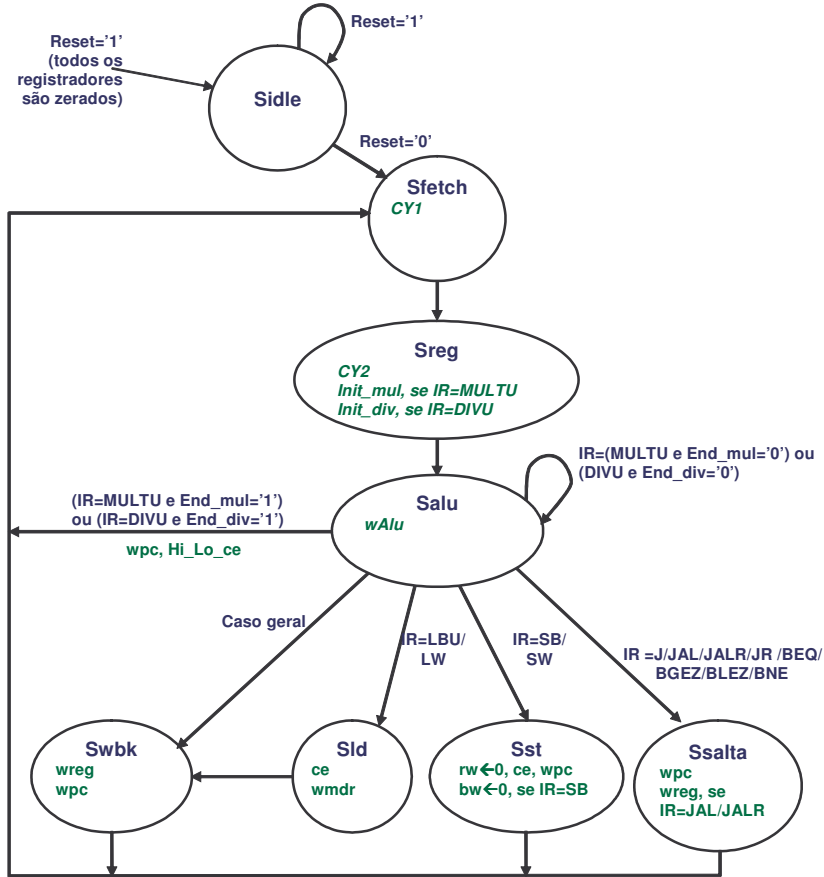 Reset='1'
Reset='1'
(todos os
registradores
são zerados)
Sidle
Reset='0'
Sfetch
CY1
Sreg
CY2
Init_mul, se IR=MULTU
Init_div, se IR=DIVU
IR=(MULTU e End_mul='0') ou
(DIVU e End_div='0')
(IR=MULTU e End_mul='1')
ou (IR=DIVU e End_div='1')
wpc, Hi_Lo_ce
Salu
wAlu
Caso geral
IR=LBU/
LW
IR=SB/
SW
IR =J/JAL/JALR/JR /BEQ/
BGEZ/BLEZ/BNE
Swbk
wreg
wpc
Sld
ce
wmdr
Sst
rw←0, ce, wpc
bw←0, se IR=SB
Ssalta
wpc
wreg, se
IR=JAL/JALR